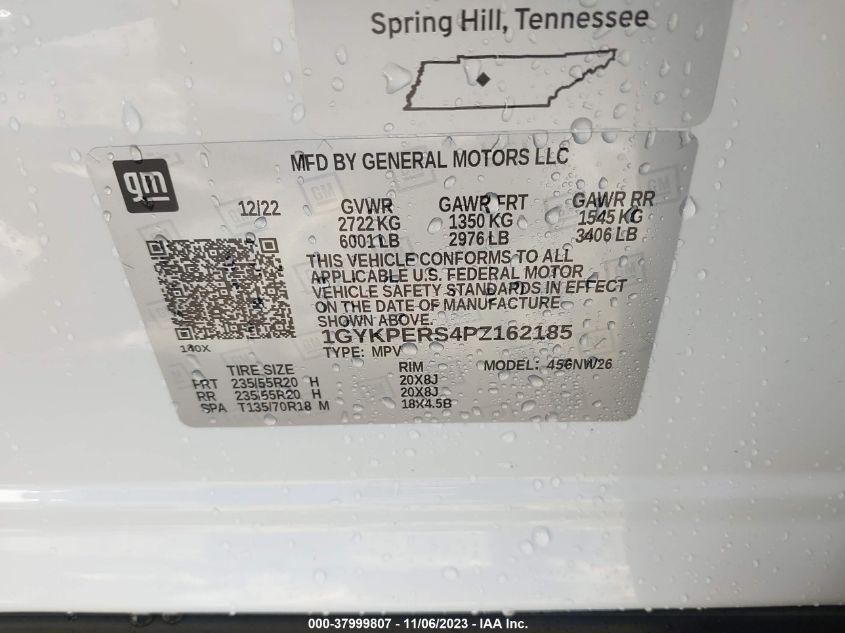 Spring Hill, Tennessee
gm
MFD BY GENERAL MOTORS LLC
12/22
GVWR GAWR FRT GAWR RR
2722 KG 1350 KG 1545 KG
6001 LB 2976 LB 3406 LB
THIS VEHICLE CONFORMS TO ALL
APPLICABLE U.S. FEDERAL MOTOR
VEHICLE SAFETY STANDARDS IN EFFECT
ON THE DATE OF MANUFACTURE
SHOWN ABOVE.
140X
1GYKPERS4PZ162185
TYPE: MPV MODEL: 456NW26
TIRE SIZE RIM
FRT 235/55R20 H 20X8J
RR 235/55R20 H 20X8J
SPA T135/70R18 M 18X4.5B
000-37999807 - 11/06/2023 - © IAA Inc.